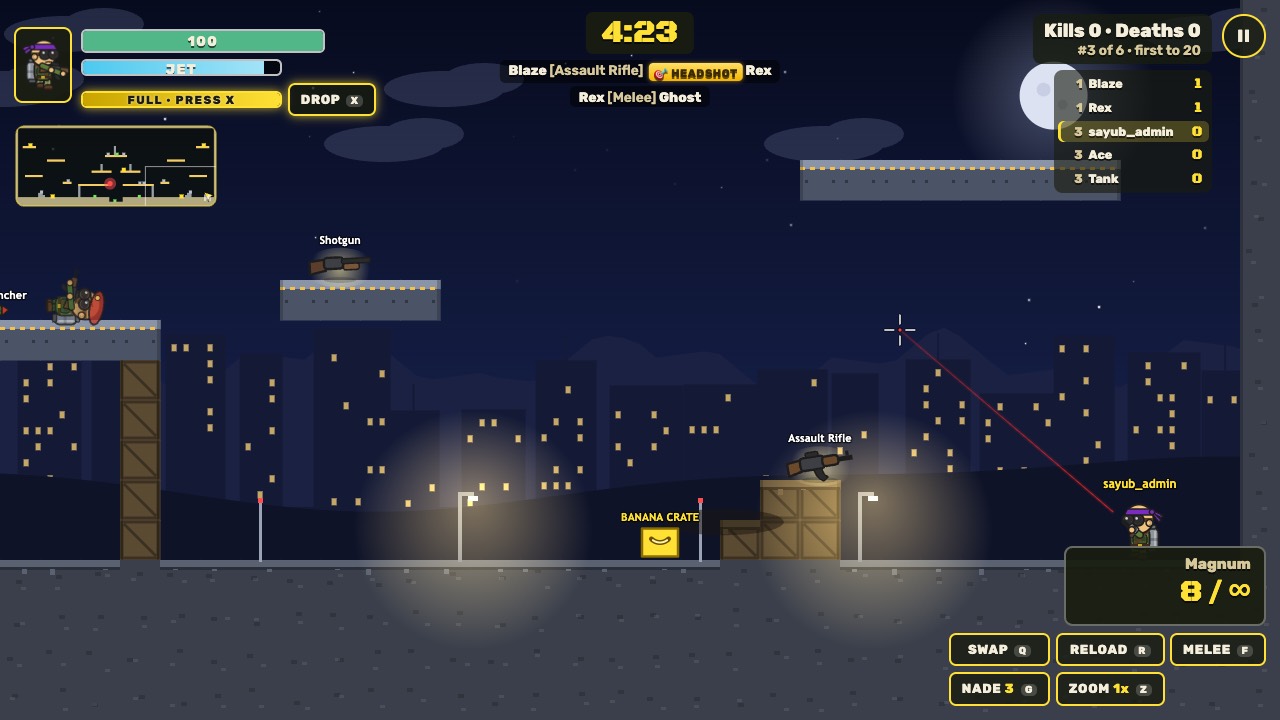 100
JET
FULL • PRESS X
DROP X
4:23
Blaze [Assault Rifle] HEADSHOT Rex
Rex [Melee] Ghost
Kills 0 • Deaths 0
#3 of 6 • first to 20
1 Blaze 1
1 Rex 1
3 sayub_admin 0
3 Ace 0
3 Tank 0
Shotgun
ncher
Assault Rifle
sayub_admin
BANANA CRATE
Magnum
8 / ∞
SWAP Q
RELOAD R
MELEE F
NADE 3 G
ZOOM 1x Z